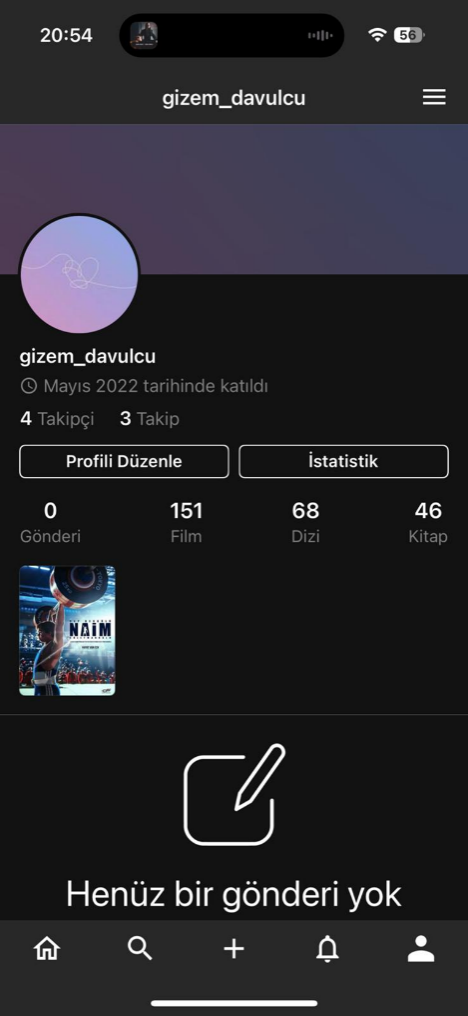 20:54
56
gizem_davulcu
gizem_davulcu
Mayıs 2022 tarihinde katıldı
4 Takipçi 3 Takip
Profili Düzenle İstatistik
0 151 68 46
Gönderi Film Dizi Kitap
NAİM
Henüz bir gönderi yok